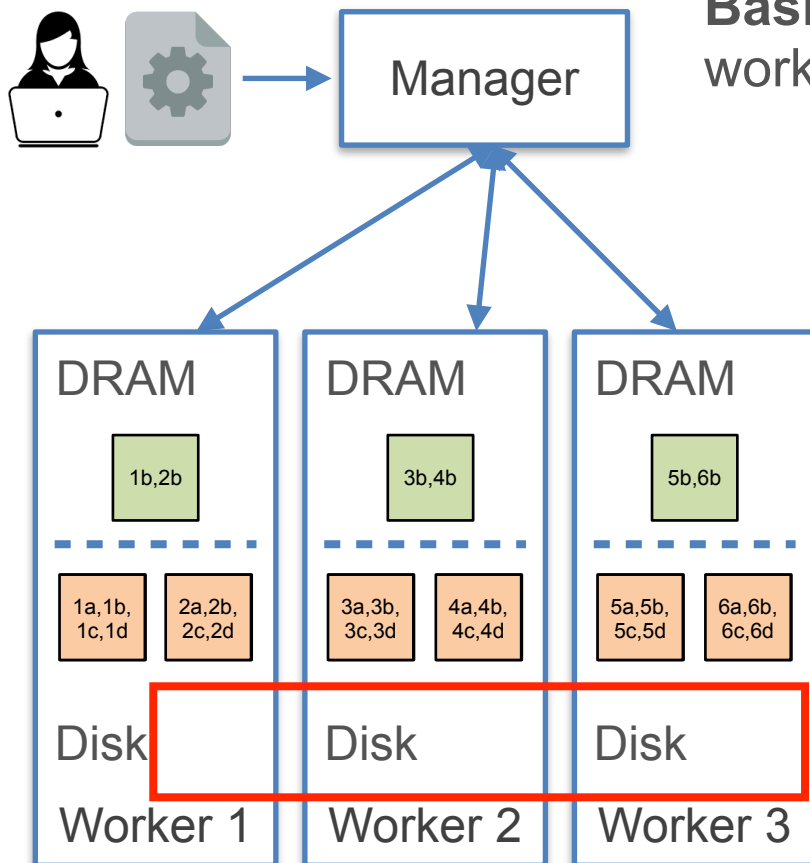 Basi
work
Manager
DRAM
DRAM
DRAM
1b,2b
3b,4b
5b,6b
1a,1b,
1c,1d
2a,2b,
2c,2d
3a,3b,
3c,3d
4a,4b,
4c,4d
5a,5b,
5c,5d
6a,6b,
6c,6d
Disk
Disk
Disk
Worker 1
Worker 2
Worker 3